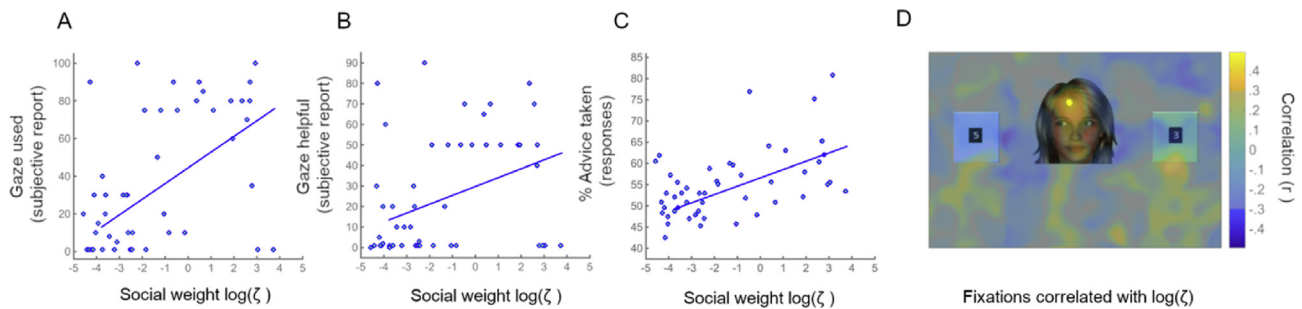 A
B
C
D
Gaze used
(subjective report)
100
80
60
40
20
0
-5 -4 -3 -2 -1 0 1 2 3 4 5
Social weight log(ζ )
Gaze helpful
(subjective report)
90
80
70
60
50
40
30
20
10
0
-5 -4 -3 -2 -1 0 1 2 3 4 5
Social weight log(ζ )
% Advice taken
(responses)
85
80
75
70
65
60
55
50
45
40
-5 -4 -3 -2 -1 0 1 2 3 4 5
Social weight log(ζ )
5
3
.4
.3
.2
.1
0
-.1
-.2
-.3
-.4
Correlation (r )
Fixations correlated with log(ζ)